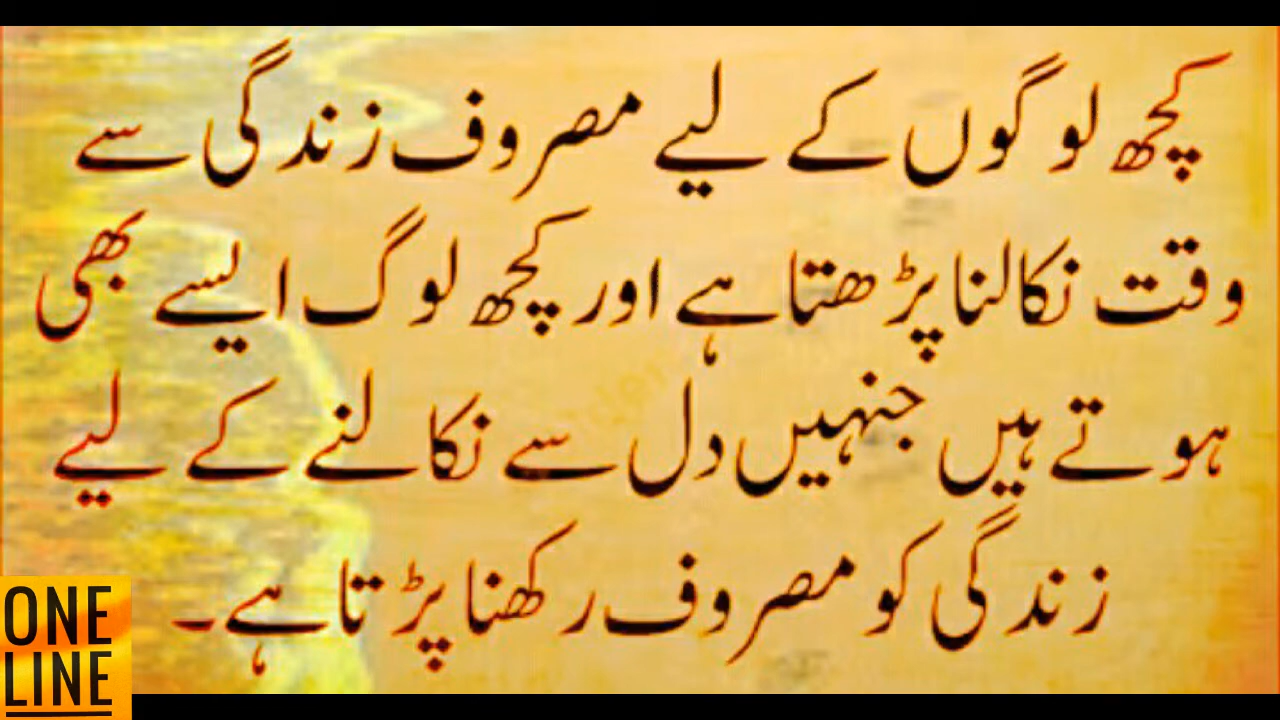 کچھ لوگوں کے لیے مصروف زندگی سے
وقت نکالنا پڑھتا ہے اور کچھ لوگ ایسے بھی
ہوتے ہیں جنہیں دل سے نکالنے کے لیے
زندگی کو مصروف رکھنا پڑتا ہے۔
ONE
LINE